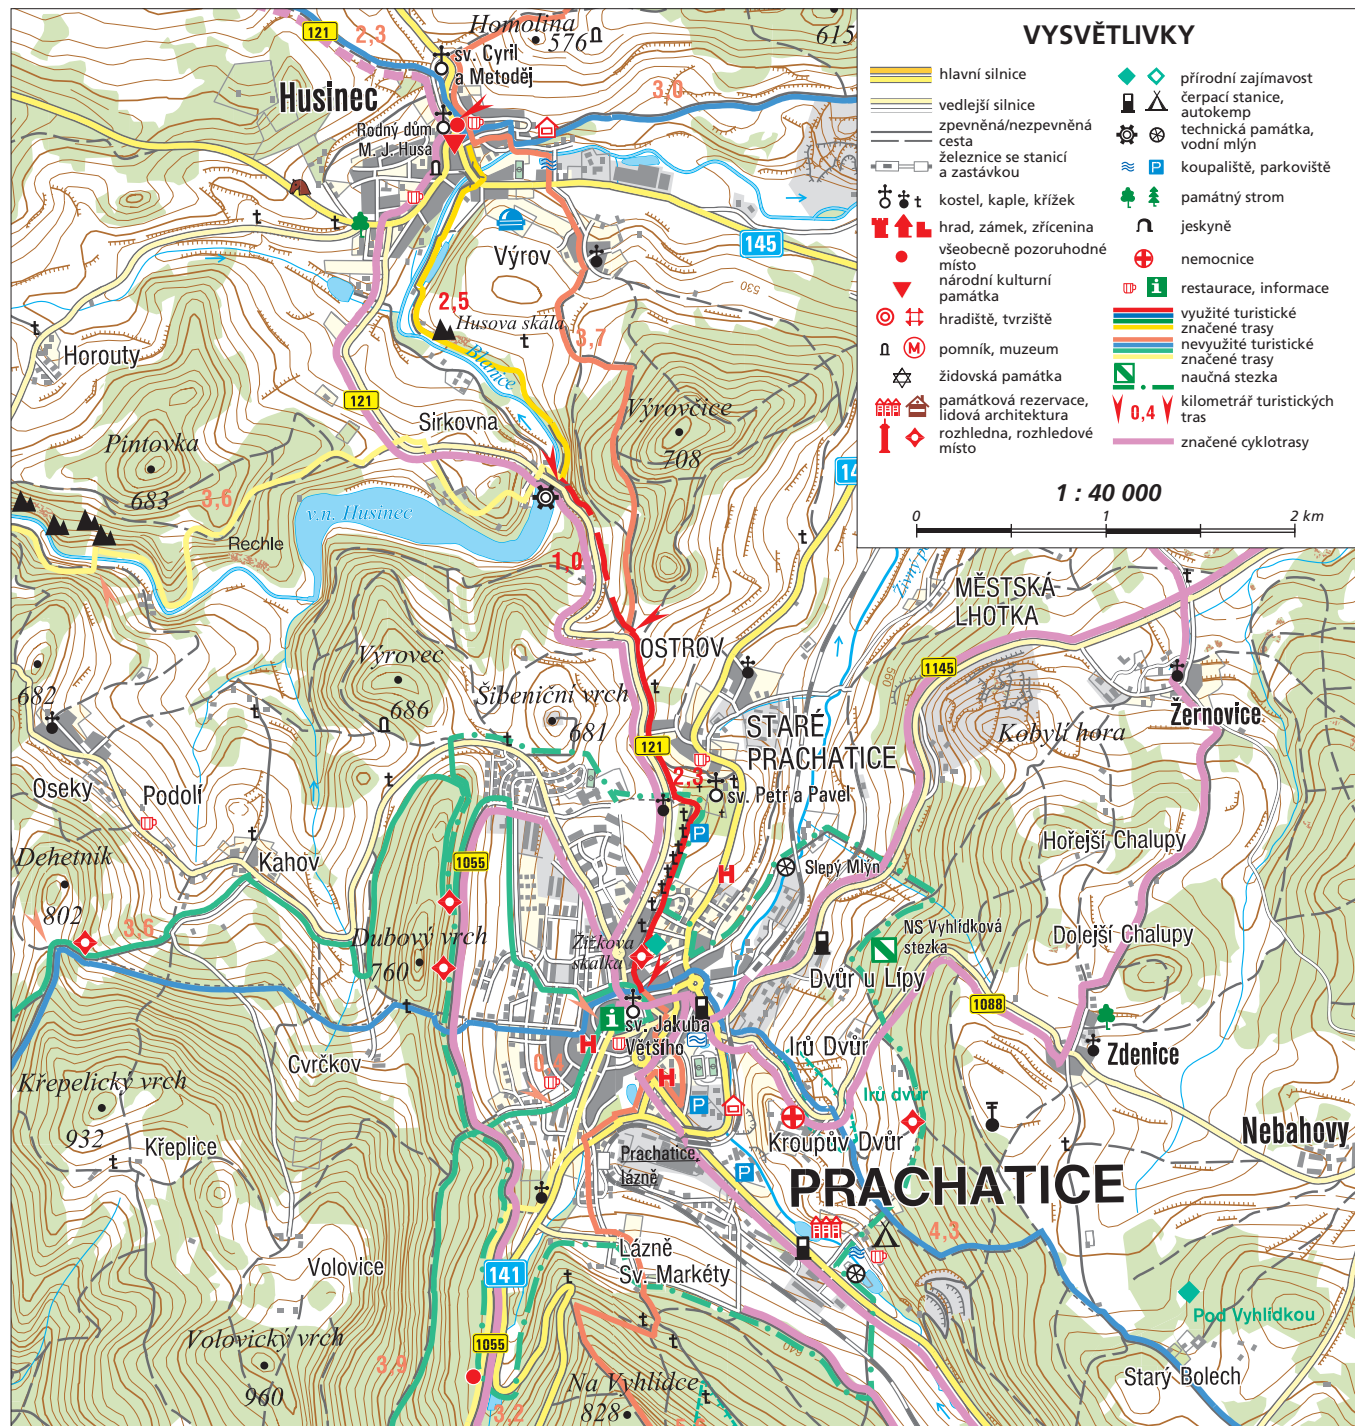 VYSVĚTLIVKY
hlavní silnice
vedlejší silnice
zpevněná/nezpevněná
cesta
železnice se stanicí
a zastávkou
kostel, kaple, křížek
hrad, zámek, zřícenina
všeobecně pozoruhodné
místo
národní kulturní
památka
hradiště, tvrziště
pomník, muzeum
židovská památka
památková rezervace,
lidová architektura
rozhledna, rozhledové
místo
přírodní zajímavost
čerpací stanice,
autokemp
technická památka,
vodní mlýn
koupaliště, parkoviště
památný strom
jeskyně
nemocnice
restaurace, informace
využité turistické
značené trasy
nevyužité turistické
značené trasy
naučná stezka
0,4
kilometrář turistických
tras
značené cyklotrasy
1 : 40 000
0
1
2 km
121
2,3
Homolina
576
615
sv. Cyril
a Metoděj
Husinec
3,0
Rodný dům
M. J. Husa
145
Výrov
530
2,5
Husova skála
3,7
Horouty
Blanice
121
Sirkovna
Výrovčice
708
Pintovka
683
3,6
v.n. Husinec
Rechle
1,0
MĚSTSKÁ
LHOTKA
OSTROV
Výrovec
686
Šibeniční vrch
681
682
560
1145
Žernovice
Kobylí hora
STARÉ
PRACHATICE
121
2,3
sv. Petr a Pavel
Oseky
Podolí
Kahov
Hořejší Chalupy
Dehetník
802
3,6
1055
Slepý Mlýn
P
H
Dubový vrch
760
Žižkova
skalka
NS Vyhlídková
stezka
Dolejší Chalupy
Dvůr u Lípy
1088
sv. Jakuba
Většího
H
Irů Dvůr
Zdenice
Cvrčkov
0,4
H
Irů dvůr
Křepelický vrch
932
P
Kroupův Dvůr
Křeplice
Nebahovy
Prachatice,
lázně
P
PRACHATICE
4,3
Lázně
Sv. Markéty
Volovice
141
Pod Vyhlídkou
Volovický vrch
960
1055
640
3,9
Starý Bolech
Na Vyhlídce
828
3,2